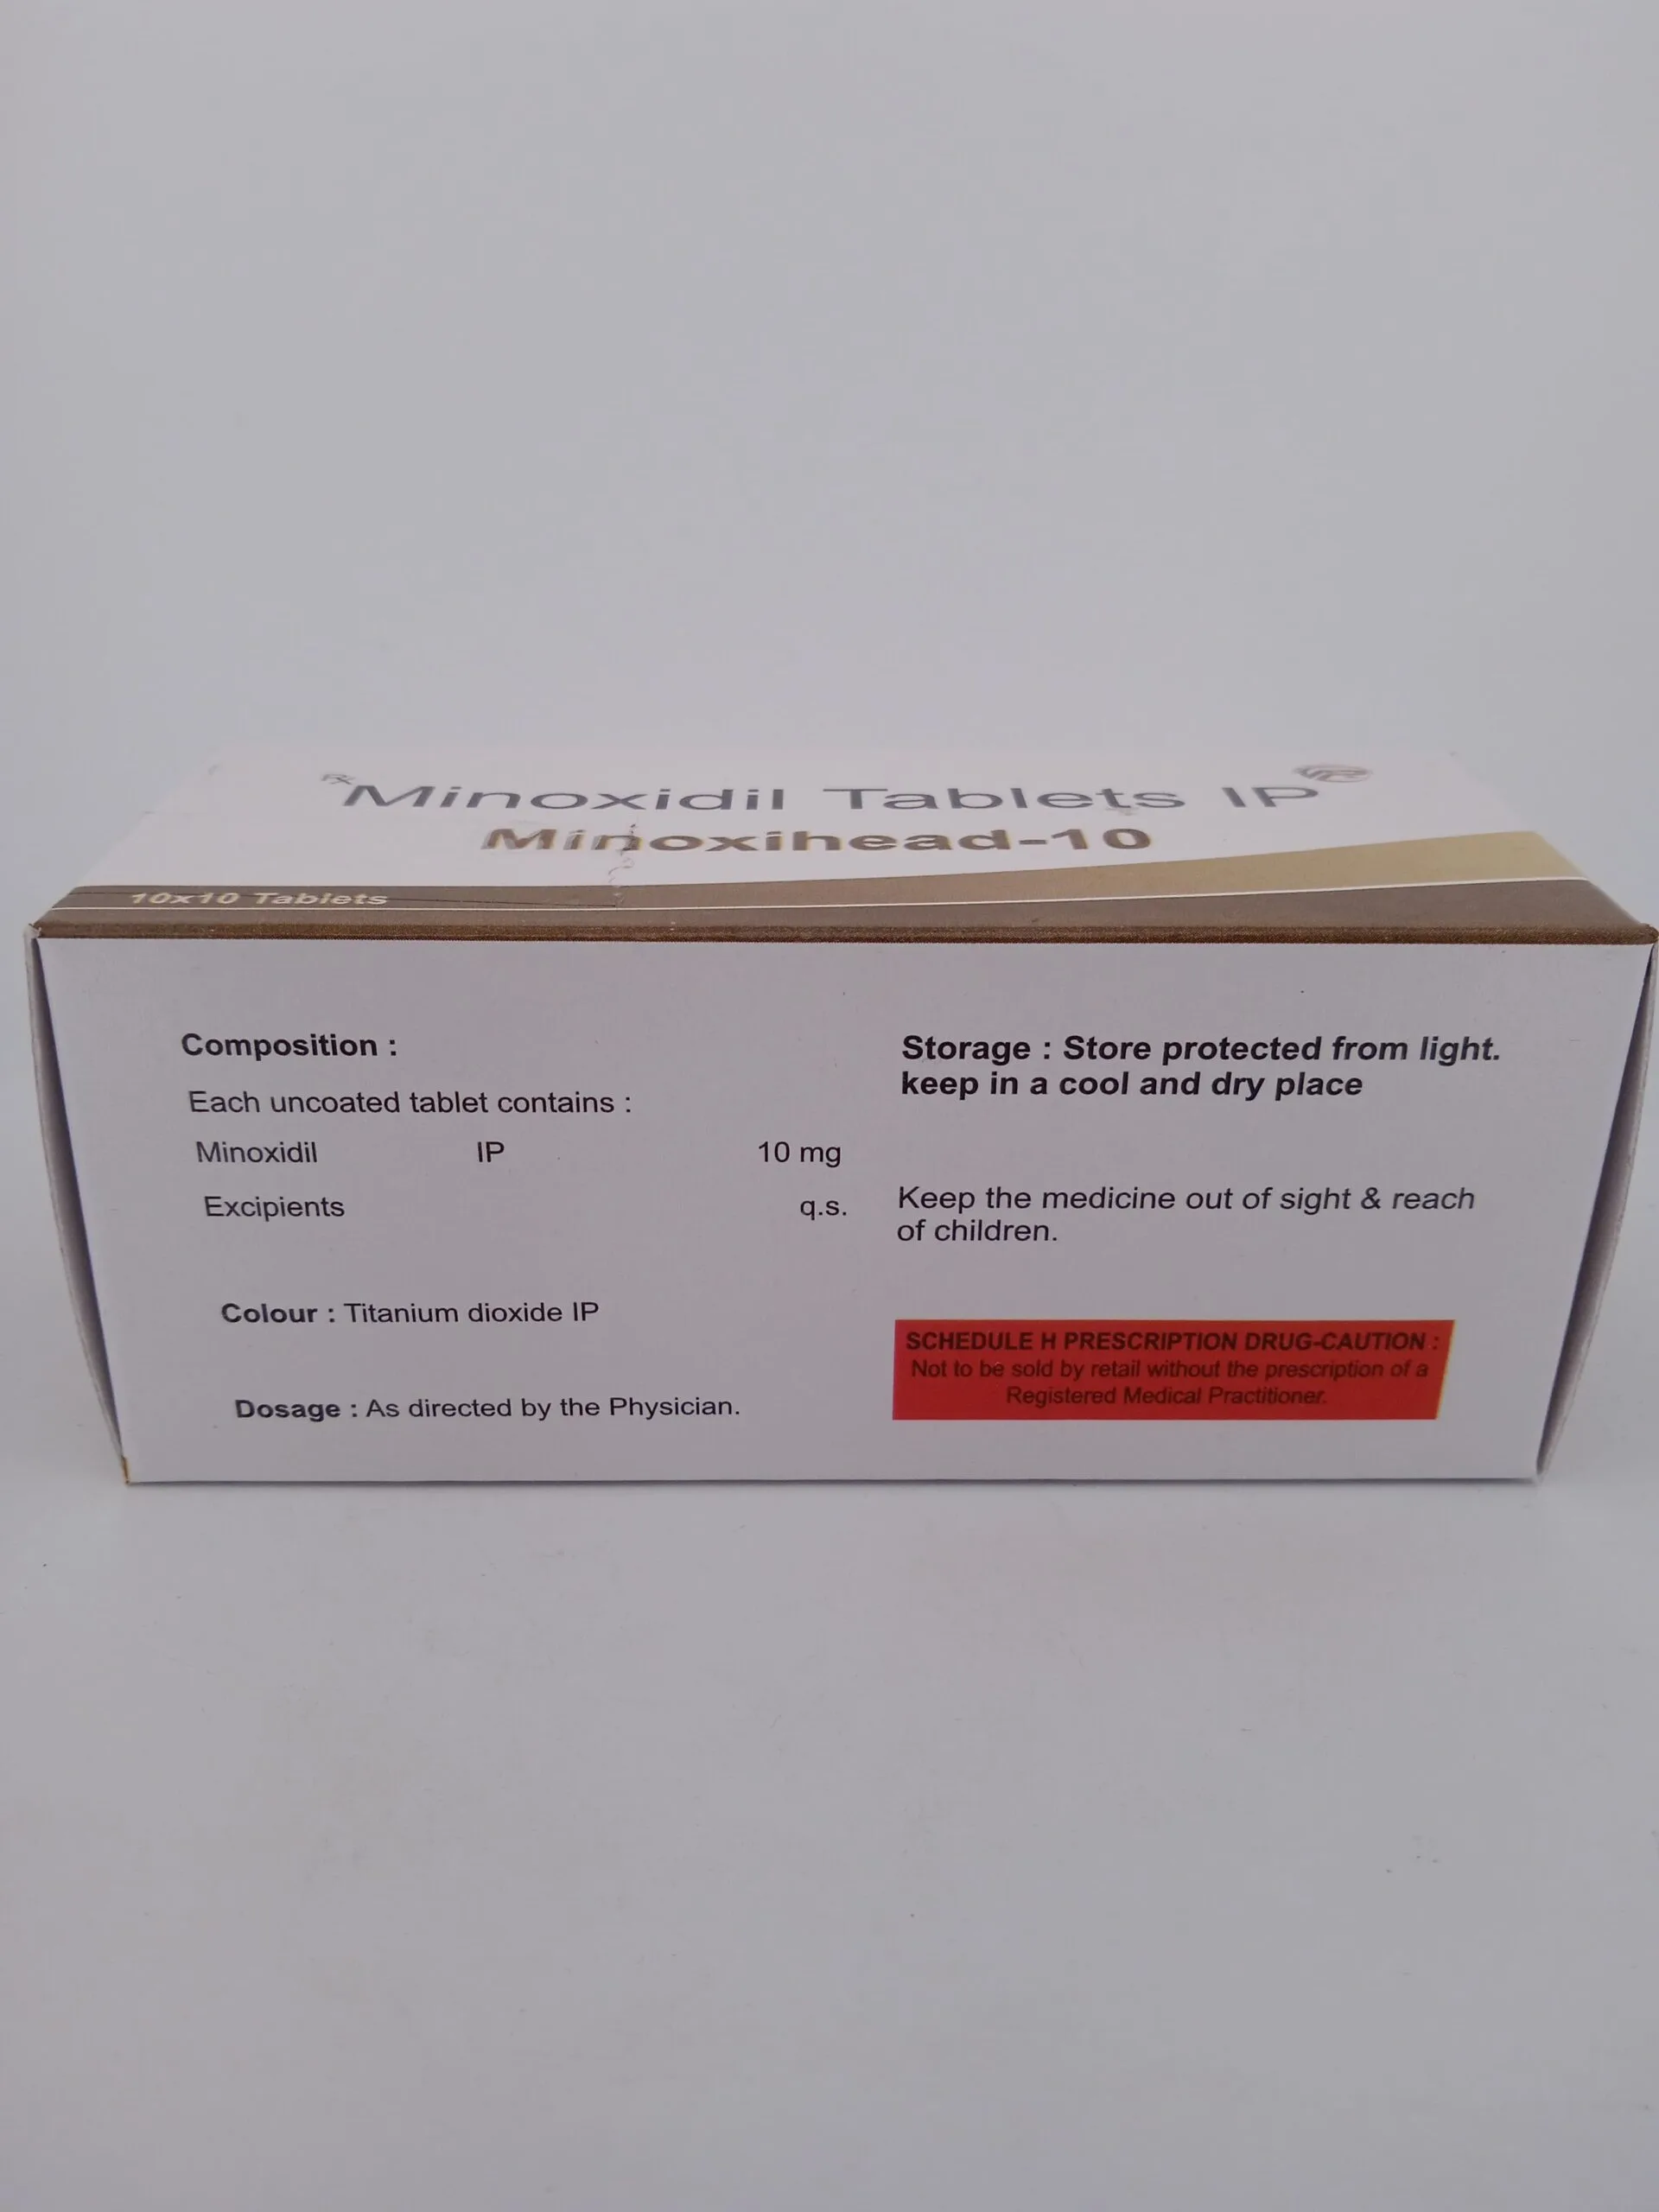 Rx
Minoxidil Tablets IP
Minoxihead-10
10x10 Tablets
Composition :
Each uncoated tablet contains :
Minoxidil IP 10 mg
Excipients q.s.
Colour : Titanium dioxide IP
Dosage : As directed by the Physician.
Storage : Store protected from light.
keep in a cool and dry place
Keep the medicine out of sight & reach
of children.
SCHEDULE H PRESCRIPTION DRUG-CAUTION :
Not to be sold by retail without the prescription of a
Registered Medical Practitioner.